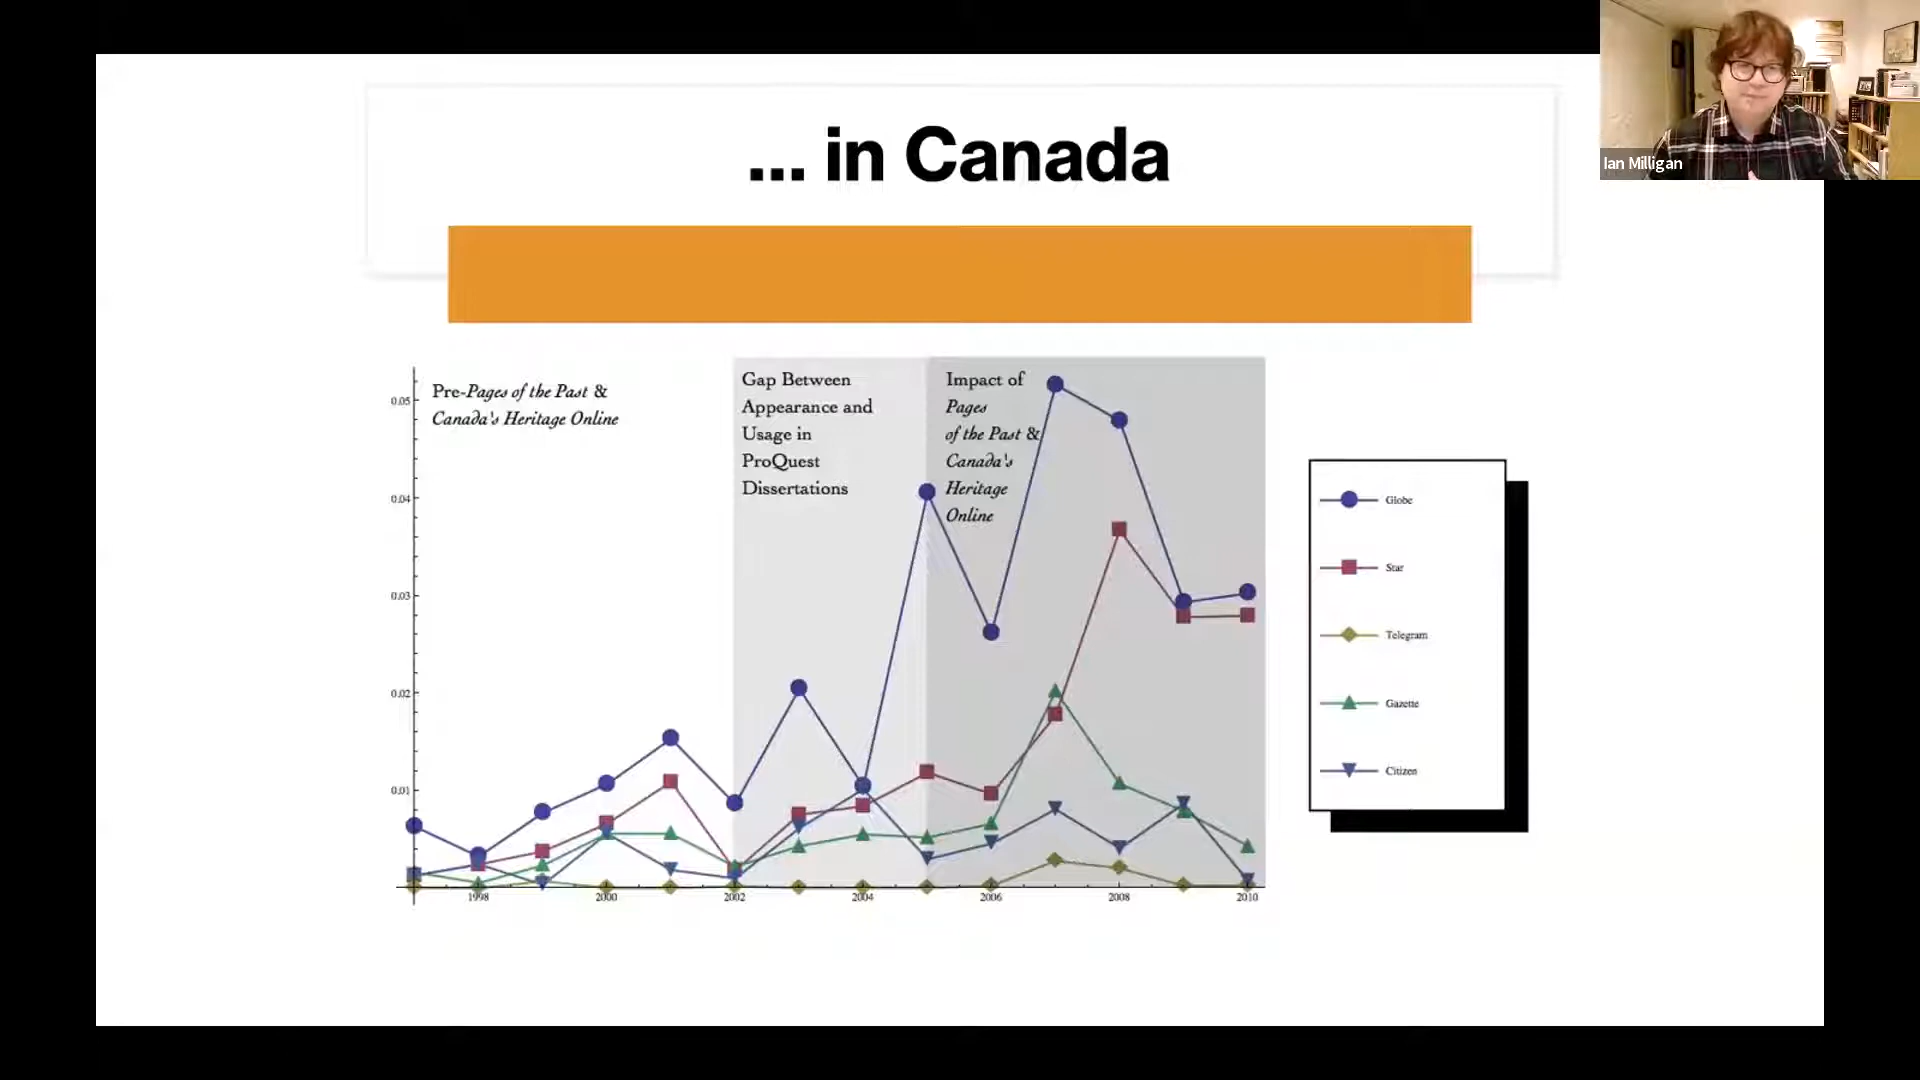 ... in Canada
Ian Milligan
Pre-Pages of the Past &
Canada's Heritage Online
Gap Between
Appearance and
Usage in
ProQuest
Dissertations
Impact of
Pages
of the Past &
Canada's
Heritage
Online
0.05
0.04
0.03
0.02
0.01
1998
2000
2002
2004
2006
2008
2010
Globe
Star
Telegram
Gazette
Citizen